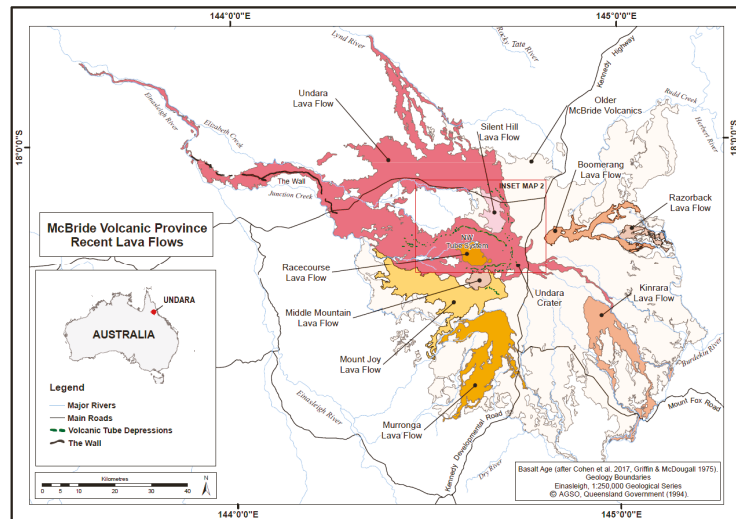 144°0'0"E
145°0'0"E
Lynd River
Rocky
Tate River
Kennedy Highway
Undara
Lava Flow
Older
McBride Volcanics
Rudd Creek
Herbert River
Einasleigh River
Elizabeth Creek
Silent Hill
Lava Flow
18°0'0"S
18°0'0"S
Boomerang
Lava Flow
The Wall
INSET MAP 2
Junction Creek
Razorback
Lava Flow
McBride Volcanic Province
Recent Lava Flows
NW
Tube System
Racecourse
Lava Flow
Undara
Crater
Kinrara
Lava Flow
UNDARA
AUSTRALIA
Middle Mountain
Lava Flow
Mount Joy
Lava Flow
Burdekin River
Legend
Major Rivers
Main Roads
Volcanic Tube Depressions
The Wall
Einasleigh River
Murronga
Lava Flow
Mount Fox Road
Kennedy Developmental Road
Dry River
Kilometres
0 5 10 20 30 40
N
Basalt Age (after Cohen et al. 2017, Griffin & McDougall 1975).
Geology Boundaries
Einasleigh, 1:250,000 Geological Series
© AGSO, Queensland Government (1994).
144°0'0"E
145°0'0"E